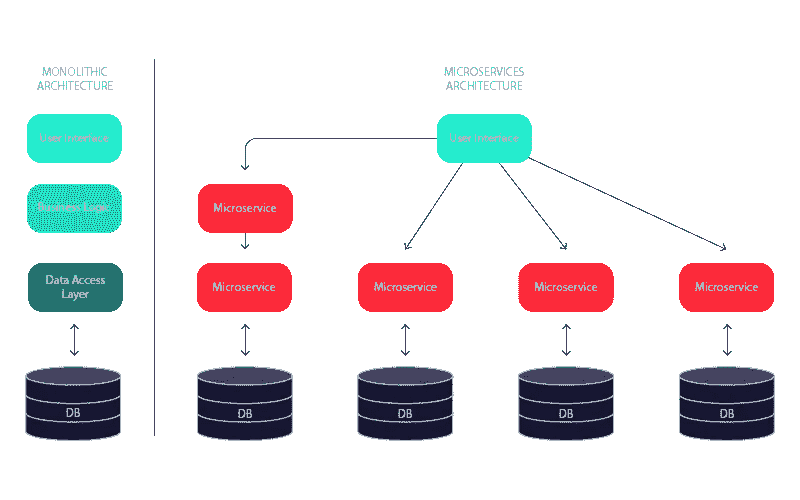 MONOLITHIC
ARCHITECTURE
MICROSERVICES
ARCHITECTURE
User Interface
User Interface
Business Logic
Microservice
Data Access
Layer
Microservice
Microservice
Microservice
Microservice
DB
DB
DB
DB
DB